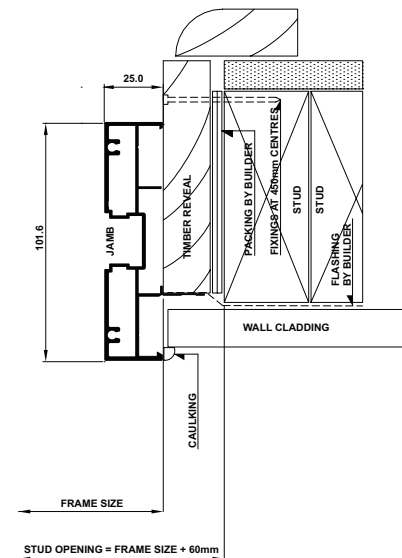 25.0
101.6
JAMB
TIMBER REVEAL
PACKING BY BUILDER
FIXINGS AT 450mm CENTRES
STUD
STUD
FLASHING
BY BUILDER
WALL CLADDING
CAULKING
FRAME SIZE
STUD OPENING = FRAME SIZE + 60mm